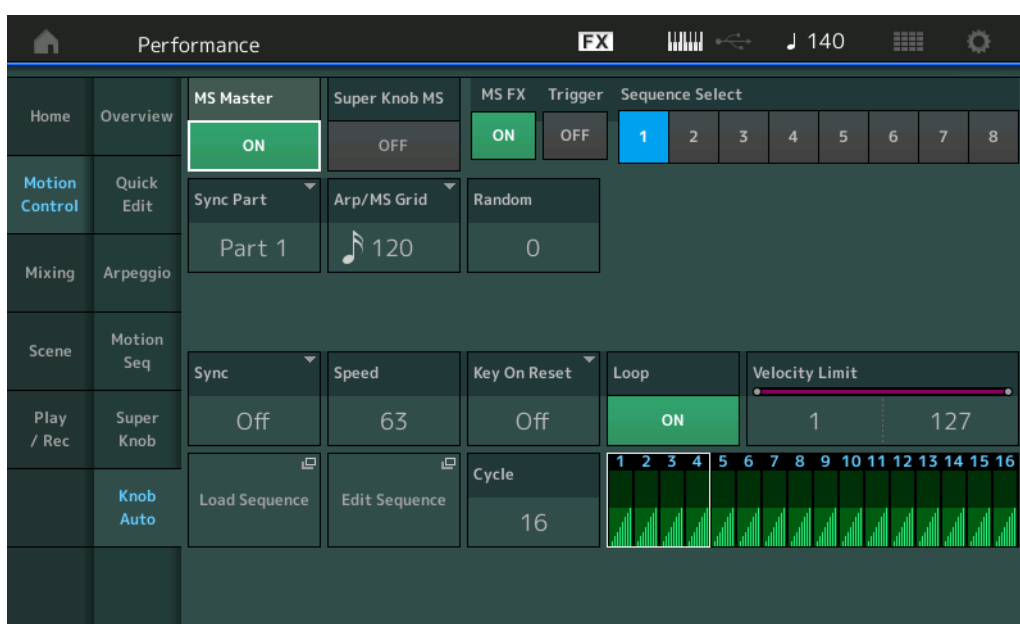 Performance FX 140
Home
Overview
MS Master
ON
Super Knob MS
OFF
MS FX
ON
Trigger
OFF
Sequence Select
1 2 3 4 5 6 7 8
Motion
Control
Quick
Edit
Sync Part
Part 1
Arp/MS Grid
120
Random
0
Mixing
Arpeggio
Scene
Motion
Seq
Sync
Off
Speed
63
Key On Reset
Off
Loop
ON
Velocity Limit
1 127
Play
/ Rec
Super
Knob
Knob
Auto
Load Sequence
Edit Sequence
Cycle
16
1 2 3 4 5 6 7 8 9 10 11 12 13 14 15 16